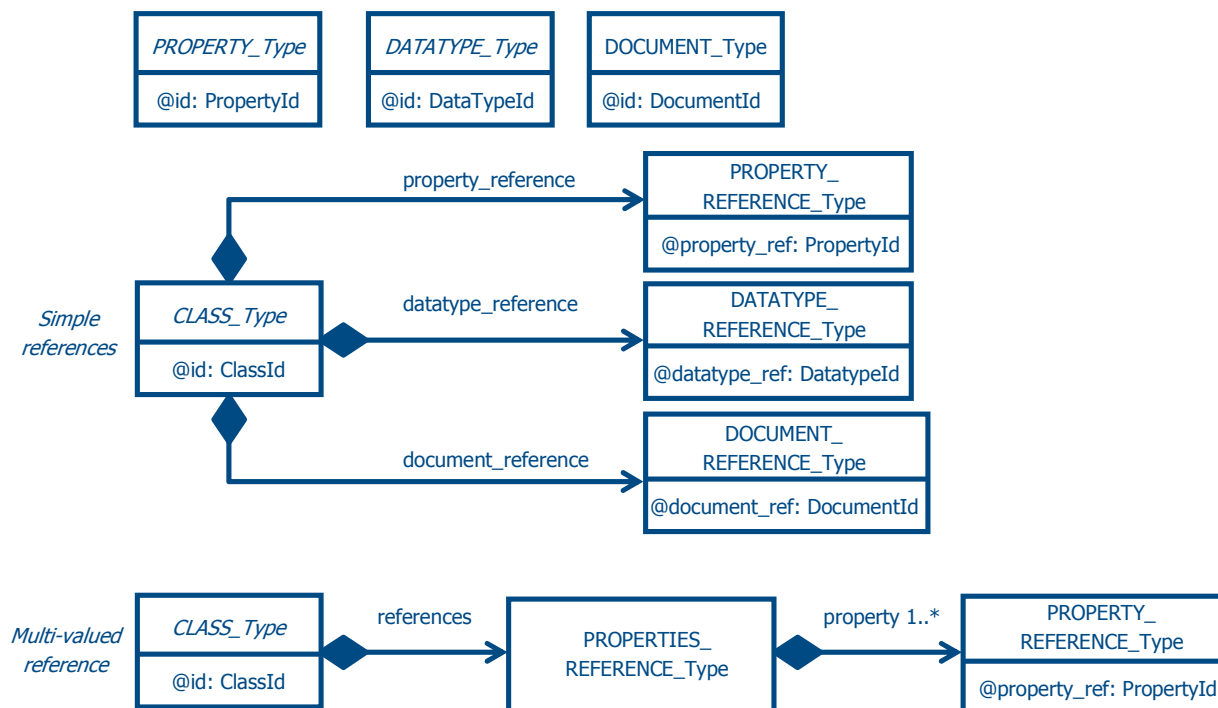 PROPERTY_Type
DATATYPE_Type
DOCUMENT_Type
@id: PropertyId
@id: DataTypeId
@id: DocumentId
property_reference
PROPERTY_
REFERENCE_Type
@property_ref: PropertyId
Simple
references
CLASS_Type
@id: ClassId
datatype_reference
DATATYPE_
REFERENCE_Type
@datatype_ref: DatatypeId
document_reference
DOCUMENT_
REFERENCE_Type
@document_ref: DocumentId
Multi-valued
reference
CLASS_Type
@id: ClassId
references
PROPERTIES_
REFERENCE_Type
property 1..*
PROPERTY_
REFERENCE_Type
@property_ref: PropertyId